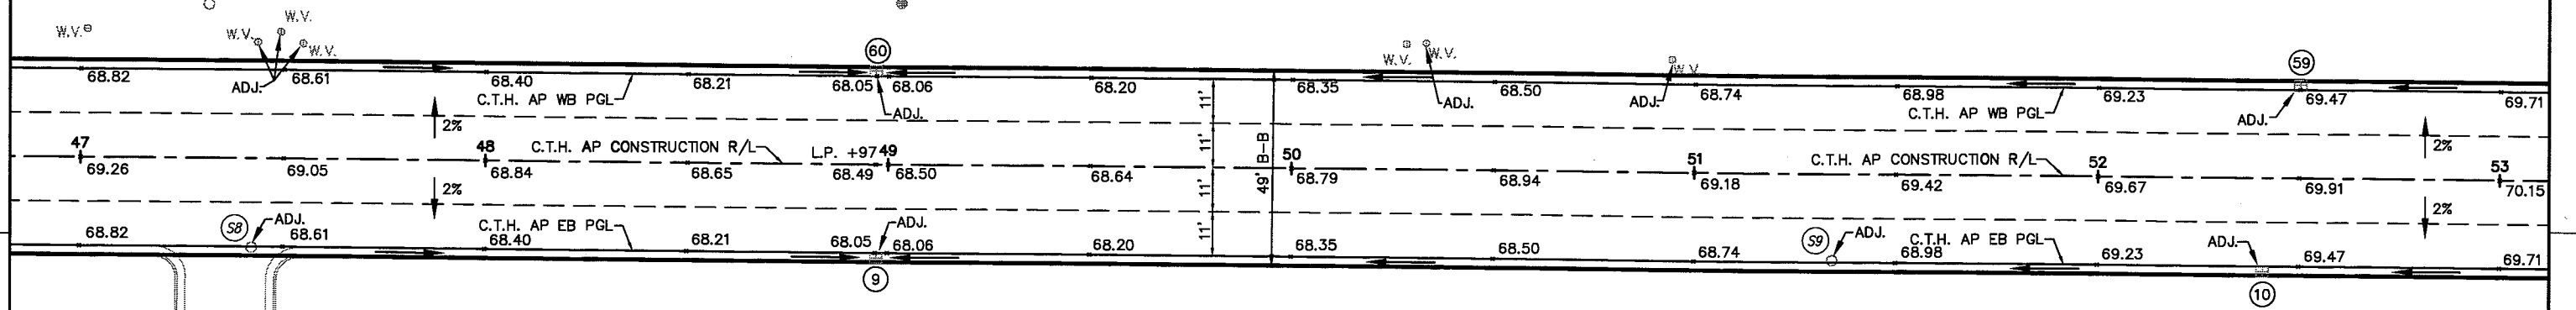 W.V.
W.V.
W.V.
W.V.
ADJ.
60
W.V.
W.V.
W.V.
59
68.82
68.61
68.40
68.21
68.05
68.06
68.20
68.35
68.50
68.74
68.98
69.23
69.47
69.71
C.T.H. AP WB PGL
ADJ.
ADJ.
ADJ.
C.T.H. AP WB PGL
ADJ.
2%
11'
11'
11'
11'
49' B-B
2%
47
48
C.T.H. AP CONSTRUCTION R/L
L.P. +97
49
50
51
C.T.H. AP CONSTRUCTION R/L
52
53
69.26
69.05
68.84
68.65
68.49
68.50
68.64
68.79
68.94
69.18
69.42
69.67
69.91
70.15
2%
2%
S8
ADJ.
C.T.H. AP EB PGL
ADJ.
S9
ADJ.
C.T.H. AP EB PGL
ADJ.
68.82
68.61
68.40
68.21
68.05
68.06
68.20
68.35
68.50
68.74
68.98
69.23
69.47
69.71
9
10